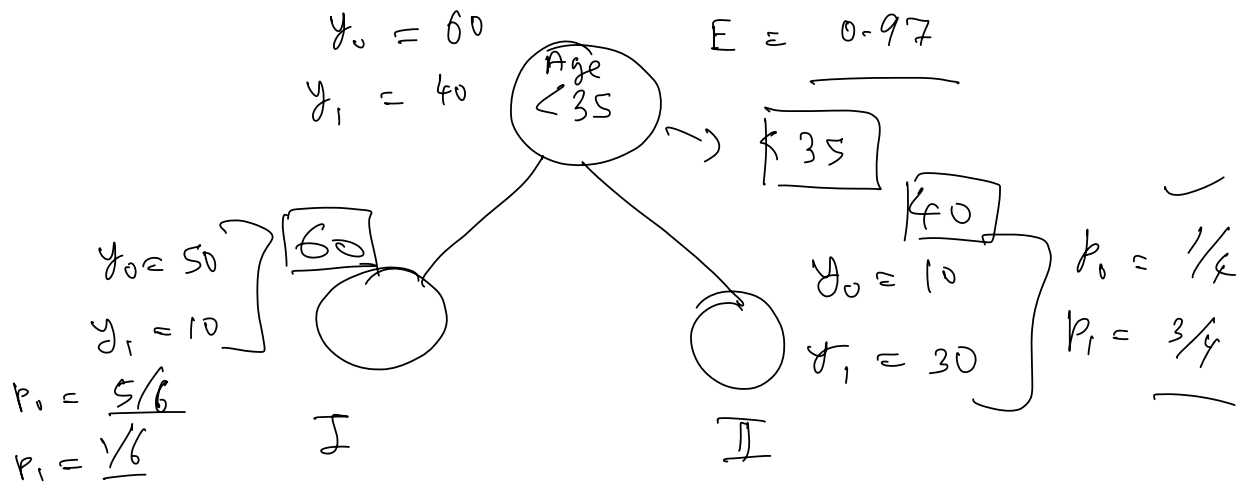 y₀ = 60
y₁ = 40
Age
<35
E = 0.97
< 35
60
y₀ = 50
y₁ = 10
p₀ = 5/6
p₁ = 1/6
I
40
y₀ = 10
y₁ = 30
p₀ = 1/4
p₁ = 3/4
II